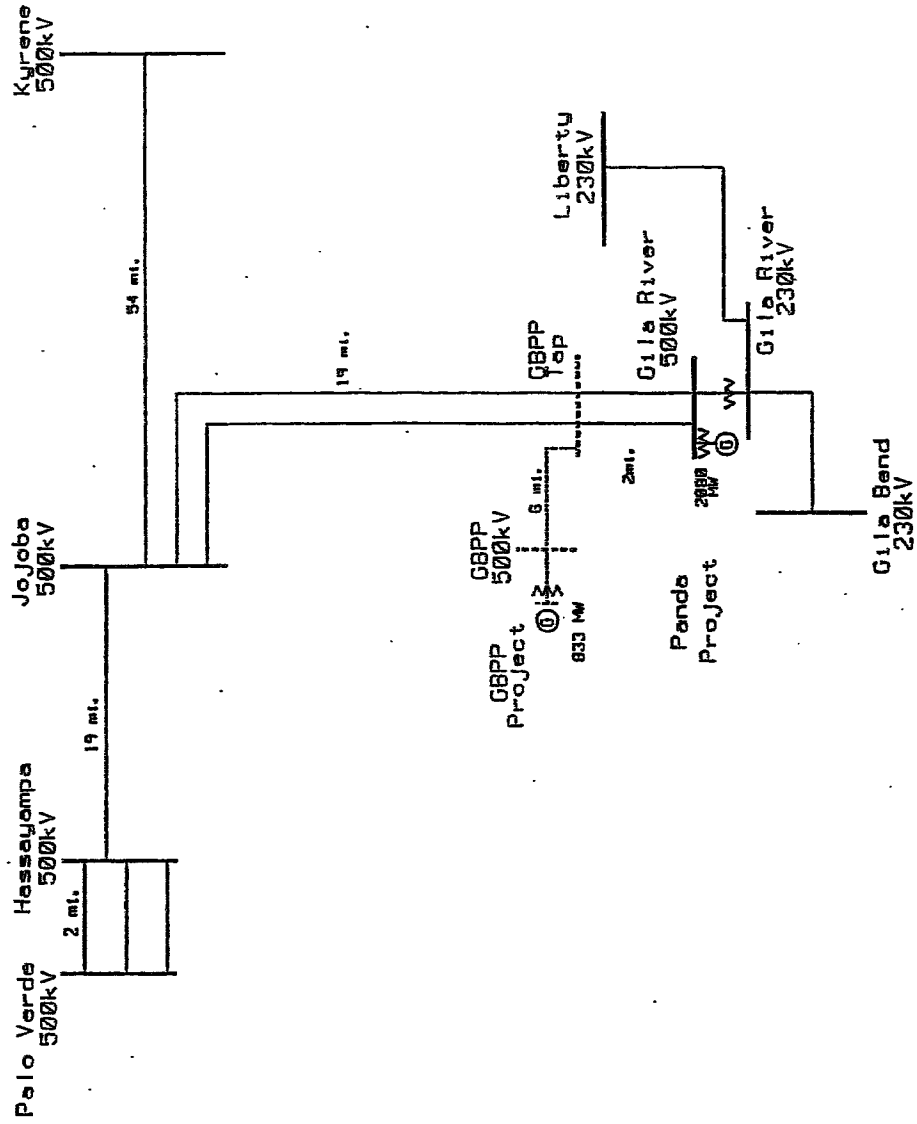 Palo Verde
500kV
Hassayampa
500kV
Jojoba
500kV
Kyrene
500kV
2 mi.
19 mi.
54 mi.
19 mi.
GBPP
Project
GBPP
500kV
GBPP
Tap
Liberty
230kV
G
833 MW
6 mi.
2mi.
Gila River
500kV
Panda
Project
2080
MW
G
Gila River
230kV
Gila Bend
230kV